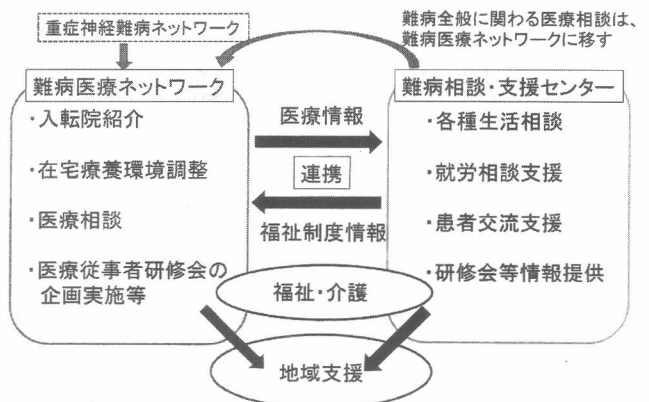 重症神経難病ネットワーク
難病全般に関わる医療相談は、
難病医療ネットワークに移す
難病医療ネットワーク
・入転院紹介
・在宅療養環境調整
・医療相談
・医療従事者研修会の
企画実施等
医療情報
連携
福祉制度情報
難病相談・支援センター
・各種生活相談
・就労相談支援
・患者交流支援
・研修会等情報提供
福祉・介護
地域支援